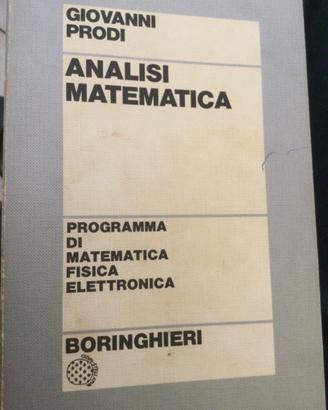 GIOVANNI
PRODI
ANALISI
MATEMATICA
PROGRAMMA
DI
MATEMATICA
FISICA
ELETTRONICA
BORINGHIERI